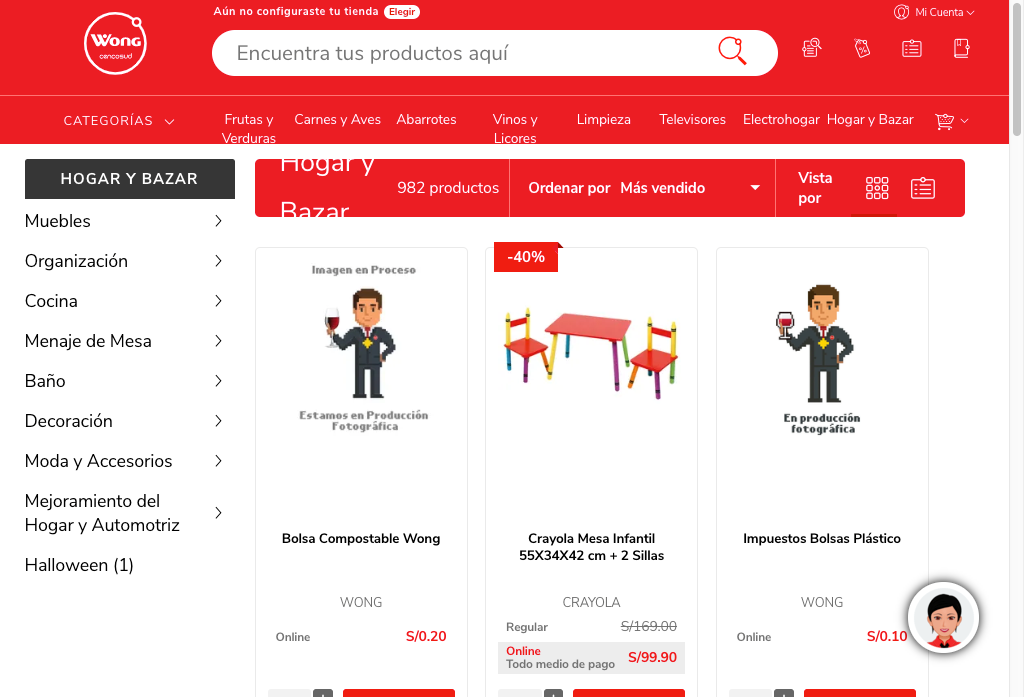 Aún no configuraste tu tienda Elegir
Mi Cuenta
Wong
cencosud
Encuentra tus productos aquí
CATEGORÍAS
Frutas y
Verduras
Carnes y Aves
Abarrotes
Vinos y
Licores
Limpieza
Televisores
Electrohogar
Hogar y Bazar
HOGAR Y BAZAR
Muebles
Organización
Cocina
Menaje de Mesa
Baño
Decoración
Moda y Accesorios
Mejoramiento del
Hogar y Automotriz
Halloween (1)
Hogar y
Bazar
982 productos
Ordenar por Más vendido
Vista
por
Imagen en Proceso
Estamos en Producción
Fotográfica
Bolsa Compostable Wong
WONG
Online S/0.20
-40%
Crayola Mesa Infantil
55X34X42 cm + 2 Sillas
CRAYOLA
Regular S/169.00
Online
Todo medio de pago
S/99.90
En producción
fotográfica
Impuestos Bolsas Plástico
WONG
Online S/0.10